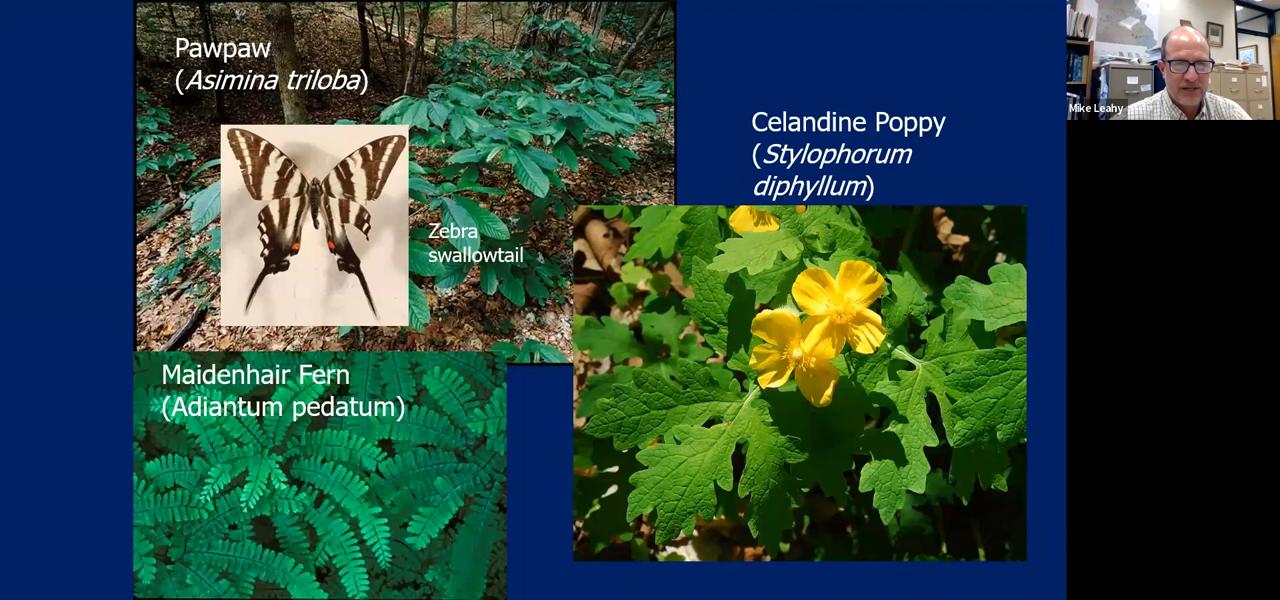 Pawpaw
(Asimina triloba)
Zebra
swallowtail
Maidenhair Fern
(Adiantum pedatum)
Celandine Poppy
(Stylophorum
diphyllum)
Mike Leahy